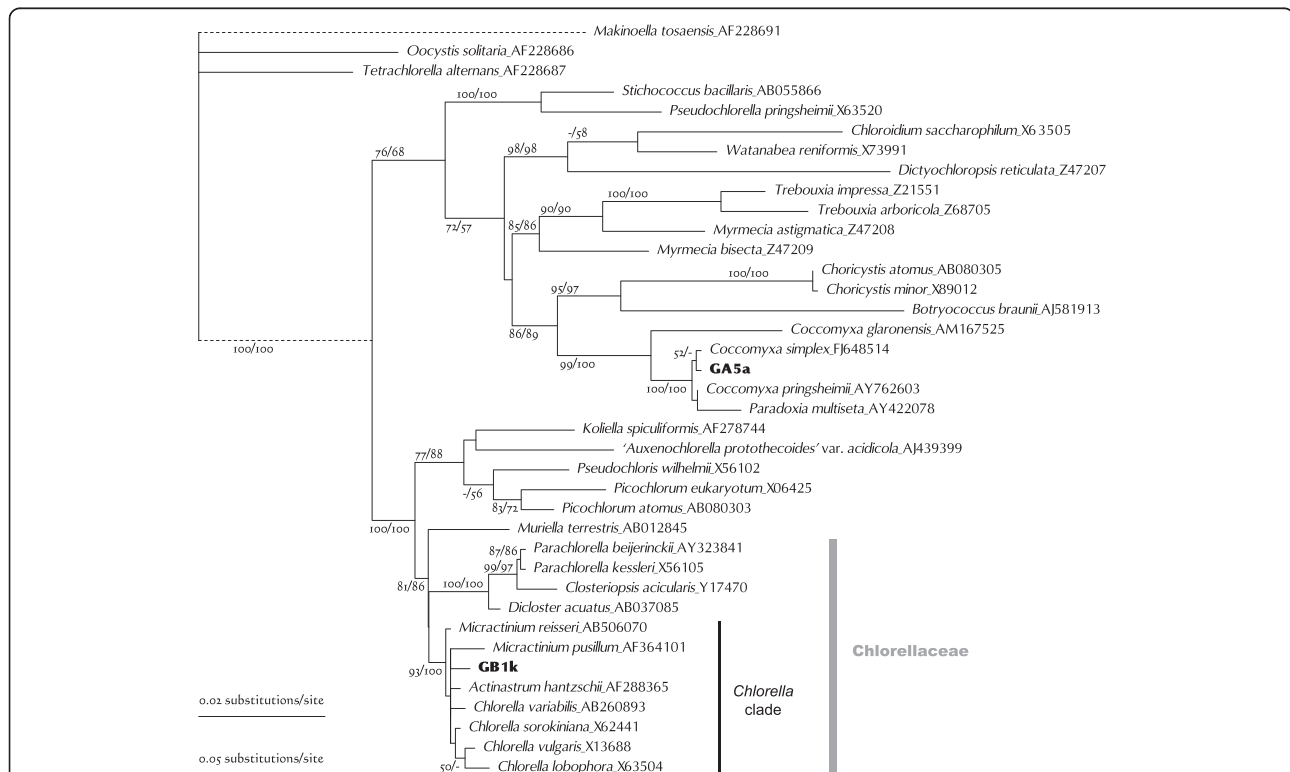 Makinoella tosaensis_AF228691
Oocystis solitaria_AF228686
Tetrachlorella alternans_AF228687
Stichococcus bacillaris_AB055866
100/100
Pseudochlorella pringsheimii_X63520
Chloroidium saccharophilum_X63505
-/58
Watanabea reniformis_X73991
76/68
98/98
Dictyochloropsis reticulata_Z47207
Trebouxia impressa_Z21551
100/100
Trebouxia arboricola_Z68705
90/90
72/57
85/86
Myrmecia astigmatica_Z47208
Myrmecia bisecta_Z47209
Choricystis atomus_AB080305
100/100
Choricystis minor_X89012
95/97
Botryococcus braunii_AJ581913
86/89
Coccomyxa glaronensis_AM167525
100/100
52/-
Coccomyxa simplex_FJ648514
99/100
GA5a
100/100
Coccomyxa pringsheimii_AY762603
Paradoxia multiseta_AY422078
Koliella spiculiformis_AF278744
77/88
'Auxenochlorella protothecoides' var. acidicola_AJ439399
Pseudochloris wilhelmii_X56102
-/56
Picochlorum eukaryotum_X06425
83/72
Picochlorum atomus_AB080303
100/100
Muriella terrestris_AB012845
87/86
Parachlorella beijerinckii_AY323841
99/97
Parachlorella kessleri_X56105
81/86
100/100
Closteriopsis acicularis_Y17470
Dicloster acuatus_AB037085
Micractinium reisseri_AB506070
Micractinium pusillum_AF364101
Chlorellaceae
93/100
GB1k
Actinastrum hantzschii_AF288365
Chlorella
clade
0.02 substitutions/site
Chlorella variabilis_AB260893
Chlorella sorokiniana_X62441
Chlorella vulgaris_X13688
0.05 substitutions/site
50/-
Chlorella lobophora_X63504